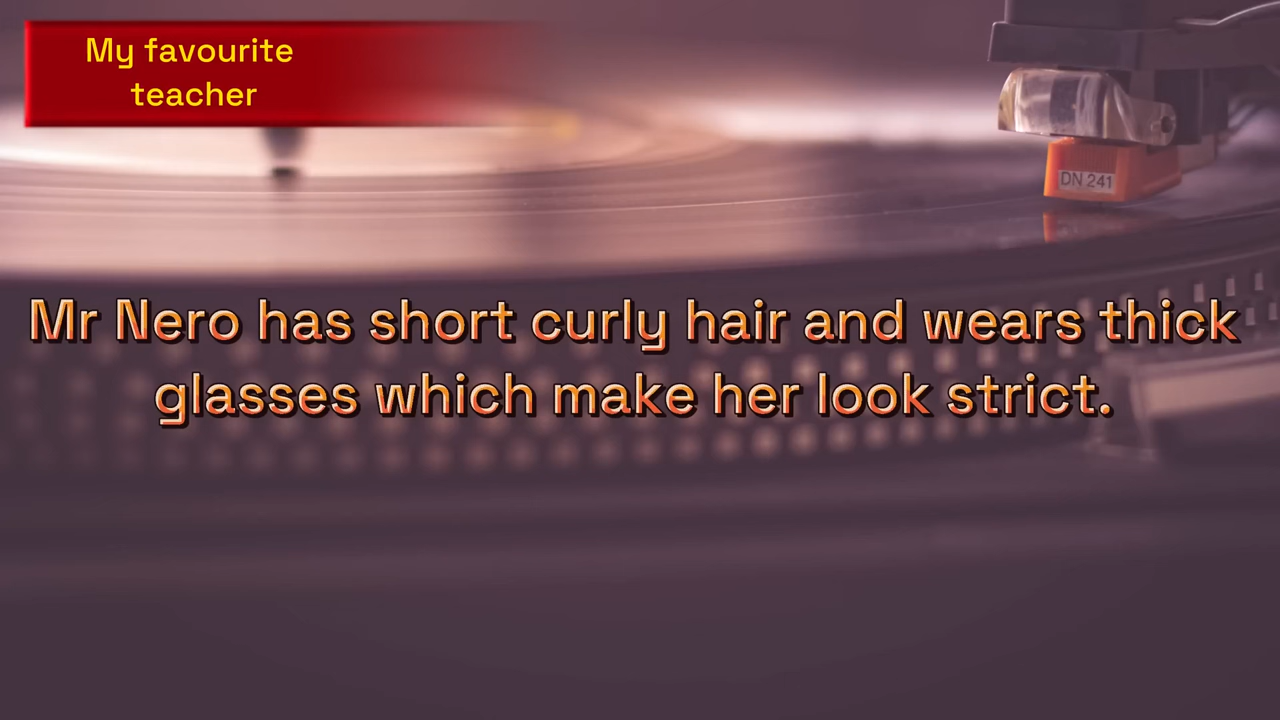 My favourite
teacher
DN 241
Mr Nero has short curly hair and wears thick
glasses which make her look strict.